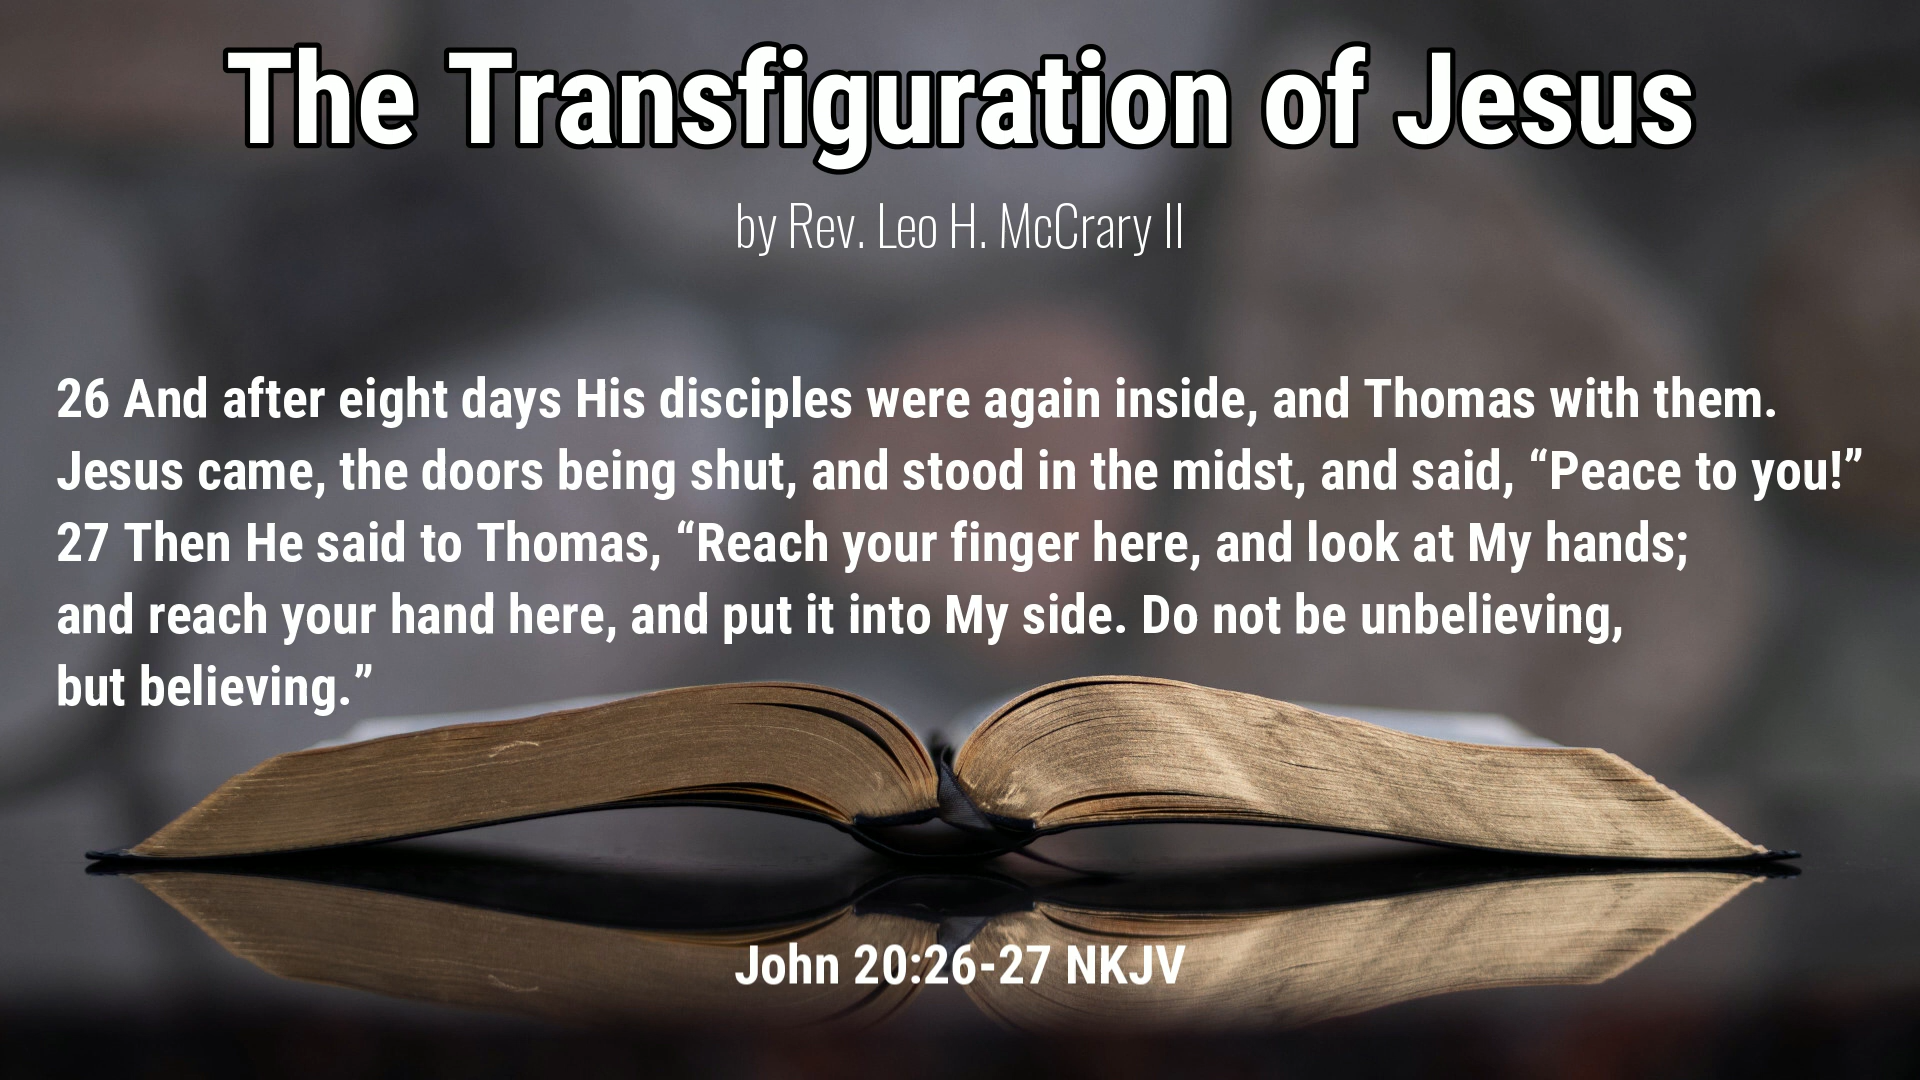 The Transfiguration of Jesus
by Rev. Leo H. McCrary II
26 And after eight days His disciples were again inside, and Thomas with them.
Jesus came, the doors being shut, and stood in the midst, and said, “Peace to you!”
27 Then He said to Thomas, “Reach your finger here, and look at My hands;
and reach your hand here, and put it into My side. Do not be unbelieving,
but believing.”
John 20:26-27 NKJV